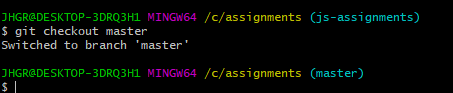 JHGR@DESKTOP-3DRQ3H1 MINGW64 /c/assignments (js-assignments)
$ git checkout master
Switched to branch 'master'
JHGR@DESKTOP-3DRQ3H1 MINGW64 /c/assignments (master)
$